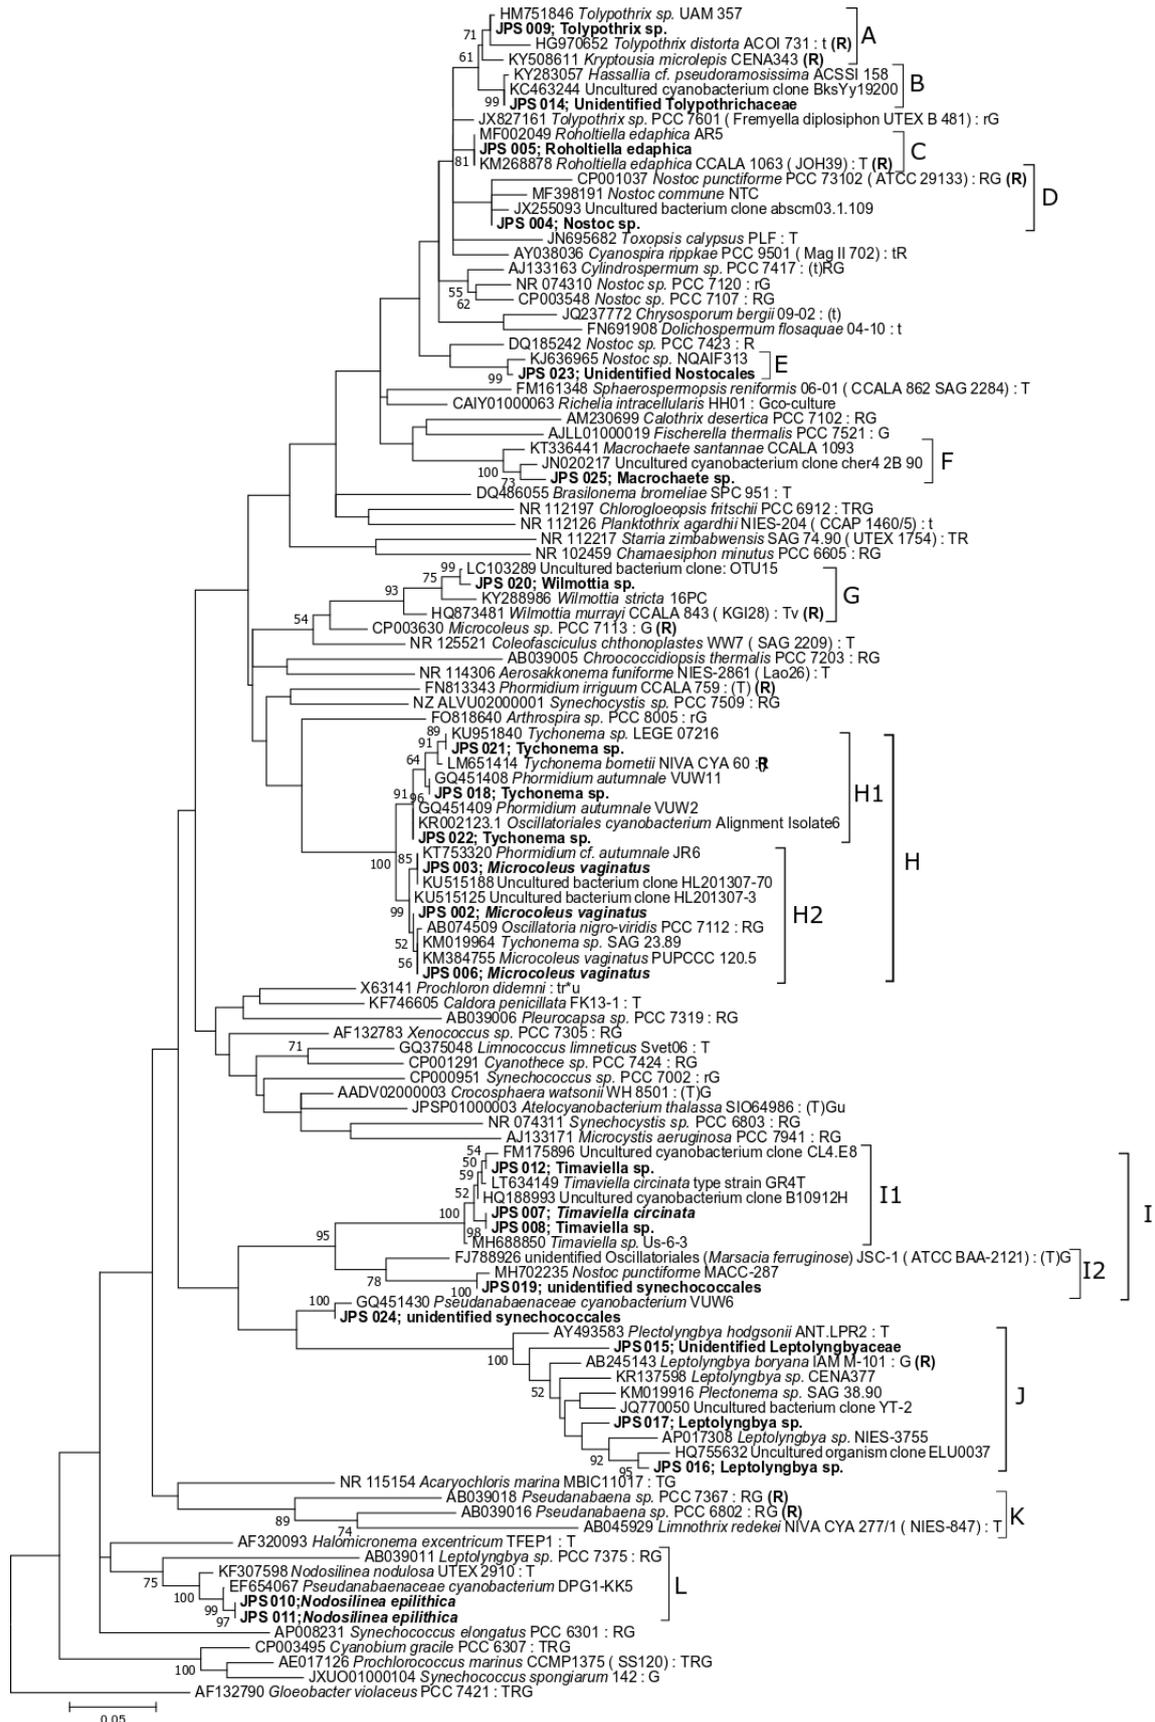 HM751846 Tolypothrix sp. UAM 357
JPS 009; Tolypothrix sp.
71
HG970652 Tolypothrix distorta ACOI 731 : t (R)
A
61
KY508611 Kryptousia microlepis CENA343 (R)
KY283057 Hassallia cf. pseudoramosissima ACSSI 158
B
KC463244 Uncultured cyanobacterium clone BksYy19200
99
JPS 014; Unidentified Tolypothrichaceae
JX827161 Tolypothrix sp. PCC 7601 ( Fremyella diplosiphon UTEX B 481) : rG
MF002049 Roholtiella edaphica AR5
JPS 005; Roholtiella edaphica
C
81
KM268878 Roholtiella edaphica CCALA 1063 ( JOH39) : T (R)
CP001037 Nostoc punctiforme PCC 73102 ( ATCC 29133) : RG (R)
MF398191 Nostoc commune NTC
D
JX255093 Uncultured bacterium clone abscm03.1.109
JPS 004; Nostoc sp.
JN695682 Toxopsis calypsus PLF : T
AY038036 Cyanospira rippkae PCC 9501 ( Mag II 702) : tR
AJ133163 Cylindrospermum sp. PCC 7417 : (t)RG
NR 074310 Nostoc sp. PCC 7120 : rG
55
CP003548 Nostoc sp. PCC 7107 : RG
62
JQ237772 Chrysosporum bergii 09-02 : (t)
FN691908 Dolichospermum flosaquae 04-10 : t
DQ185242 Nostoc sp. PCC 7423 : R
KJ636965 Nostoc sp. NQAIF313
E
99
JPS 023; Unidentified Nostocales
FM161348 Sphaerospermopsis reniformis 06-01 ( CCALA 862 SAG 2284) : T
CAIY01000063 Richelia intracellularis HH01 : Gco-culture
AM230699 Calothrix desertica PCC 7102 : RG
AJLL01000019 Fischerella thermalis PCC 7521 : G
KT336441 Macrochaete santannae CCALA 1093
F
JN020217 Uncultured cyanobacterium clone cher4 2B 90
100
73
JPS 025; Macrochaete sp.
DQ486055 Brasilonema bromeliae SPC 951 : T
NR 112197 Chlorogloeopsis fritschii PCC 6912 : TRG
NR 112126 Planktothrix agardhii NIES-204 ( CCAP 1460/5) : t
NR 112217 Starria zimbabwensis SAG 74.90 ( UTEX 1754) : TR
NR 102459 Chamaesiphon minutus PCC 6605 : RG
99
LC103289 Uncultured bacterium clone: OTU15
75
JPS 020; Wilmottia sp.
93
KY288986 Wilmottia stricta 16PC
G
HQ873481 Wilmottia murrayi CCALA 843 ( KGI28) : Tv (R)
54
CP003630 Microcoleus sp. PCC 7113 : G (R)
NR 125521 Coleofasciculus chthonoplastes WW7 ( SAG 2209) : T
AB039005 Chroococcidiopsis thermalis PCC 7203 : RG
NR 114306 Aerosakkonema funiforme NIES-2861 ( Lao26) : T
FN813343 Phormidium irriguum CCALA 759 : (T) (R)
NZ ALVU02000001 Synechocystis sp. PCC 7509 : RG
FO818640 Arthrospira sp. PCC 8005 : rG
89
KU951840 Tychonema sp. LEGE 07216
91
JPS 021; Tychonema sp.
64
LM651414 Tychonema bornetii NIVA CYA 60 :
GQ451408 Phormidium autumnale VUW11
JPS 018; Tychonema sp.
H1
91
96
GQ451409 Phormidium autumnale VUW2
KR002123.1 Oscillatoriales cyanobacterium Alignment Isolate6
JPS 022; Tychonema sp.
100
85
KT753320 Phormidium cf. autumnale JR6
H
JPS 003; Microcoleus vaginatus
KU515188 Uncultured bacterium clone HL201307-70
KU515125 Uncultured bacterium clone HL201307-3
99
JPS 002; Microcoleus vaginatus
H2
AB074509 Oscillatoria nigro-viridis PCC 7112 : RG
52
KM019964 Tychonema sp. SAG 23.89
56
KM384755 Microcoleus vaginatus PUPCCC 120.5
JPS 006; Microcoleus vaginatus
X63141 Prochloron didemni : tr*u
KF746605 Caldora penicillata FK13-1 : T
AB039006 Pleurocapsa sp. PCC 7319 : RG
AF132783 Xenococcus sp. PCC 7305 : RG
71
GQ375048 Limnococcus limneticus Svet06 : T
CP001291 Cyanothece sp. PCC 7424 : RG
CP000951 Synechococcus sp. PCC 7002 : rG
AADV02000003 Crocosphaera watsonii WH 8501 : (T)G
JPSP01000003 Atelocyanobacterium thalassa SIO64986 : (T)Gu
NR 074311 Synechocystis sp. PCC 6803 : RG
AJ133171 Microcystis aeruginosa PCC 7941 : RG
54
FM175896 Uncultured cyanobacterium clone CL4.E8
50
JPS 012; Timaviella sp.
59
LT634149 Timaviella circinata type strain GR4T
52
HQ188993 Uncultured cyanobacterium clone B10912H
I1
100
JPS 007; Timaviella circinata
I
98
JPS 008; Timaviella sp.
95
MH688850 Timaviella sp. Us-6-3
FJ788926 unidentified Oscillatoriales (Marsacia ferruginose) JSC-1 ( ATCC BAA-2121) : (T)G
78
MH702235 Nostoc punctiforme MACC-287
I2
100
JPS 019; unidentified synechococcales
100
GQ451430 Pseudanabaenaceae cyanobacterium VUW6
JPS 024; unidentified synechococcales
AY493583 Plectolyngbya hodgsonii ANT.LPR2 : T
JPS 015; Unidentified Leptolyngbyaceae
100
AB245143 Leptolyngbya boryana IAM M-101 : G (R)
KR137598 Leptolyngbya sp. CENA377
52
KM019916 Plectonema sp. SAG 38.90
J
JQ770050 Uncultured bacterium clone YT-2
JPS 017; Leptolyngbya sp.
AP017308 Leptolyngbya sp. NIES-3755
92
HQ755632 Uncultured organism clone ELU0037
95
JPS 016; Leptolyngbya sp.
NR 115154 Acaryochloris marina MBIC11017 : TG
AB039018 Pseudanabaena sp. PCC 7367 : RG (R)
89
AB039016 Pseudanabaena sp. PCC 6802 : RG (R)
K
74
AB045929 Limnothrix redekei NIVA CYA 277/1 ( NIES-847) : T
AF320093 Halomicronema excentricum TFEP1 : T
AB039011 Leptolyngbya sp. PCC 7375 : RG
75
KF307598 Nodosilinea nodulosa UTEX 2910 : T
100
EF654067 Pseudanabaenaceae cyanobacterium DPG1-KK5
L
99
JPS 010; Nodosilinea epilithica
97
JPS 011; Nodosilinea epilithica
AP008231 Synechococcus elongatus PCC 6301 : RG
CP003495 Cyanobium gracile PCC 6307 : TRG
100
AE017126 Prochlorococcus marinus CCMP1375 ( SS120) : TRG
JXUO01000104 Synechococcus spongiarum 142 : G
AF132790 Gloeobacter violaceus PCC 7421 : TRG
0.05